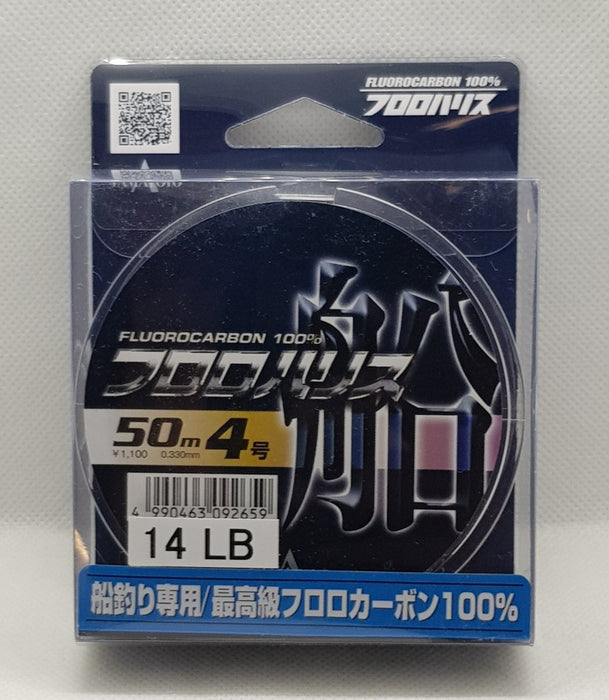 FLUOROCARBON 100%
フロロハリス
YAMATOYO
船
FLUOROCARBON 100%
フロロハリス
50m 4号
¥1,100 0.330mm
4 990463 092659
14 LB
船釣り専用/最高級フロロカーボン100%